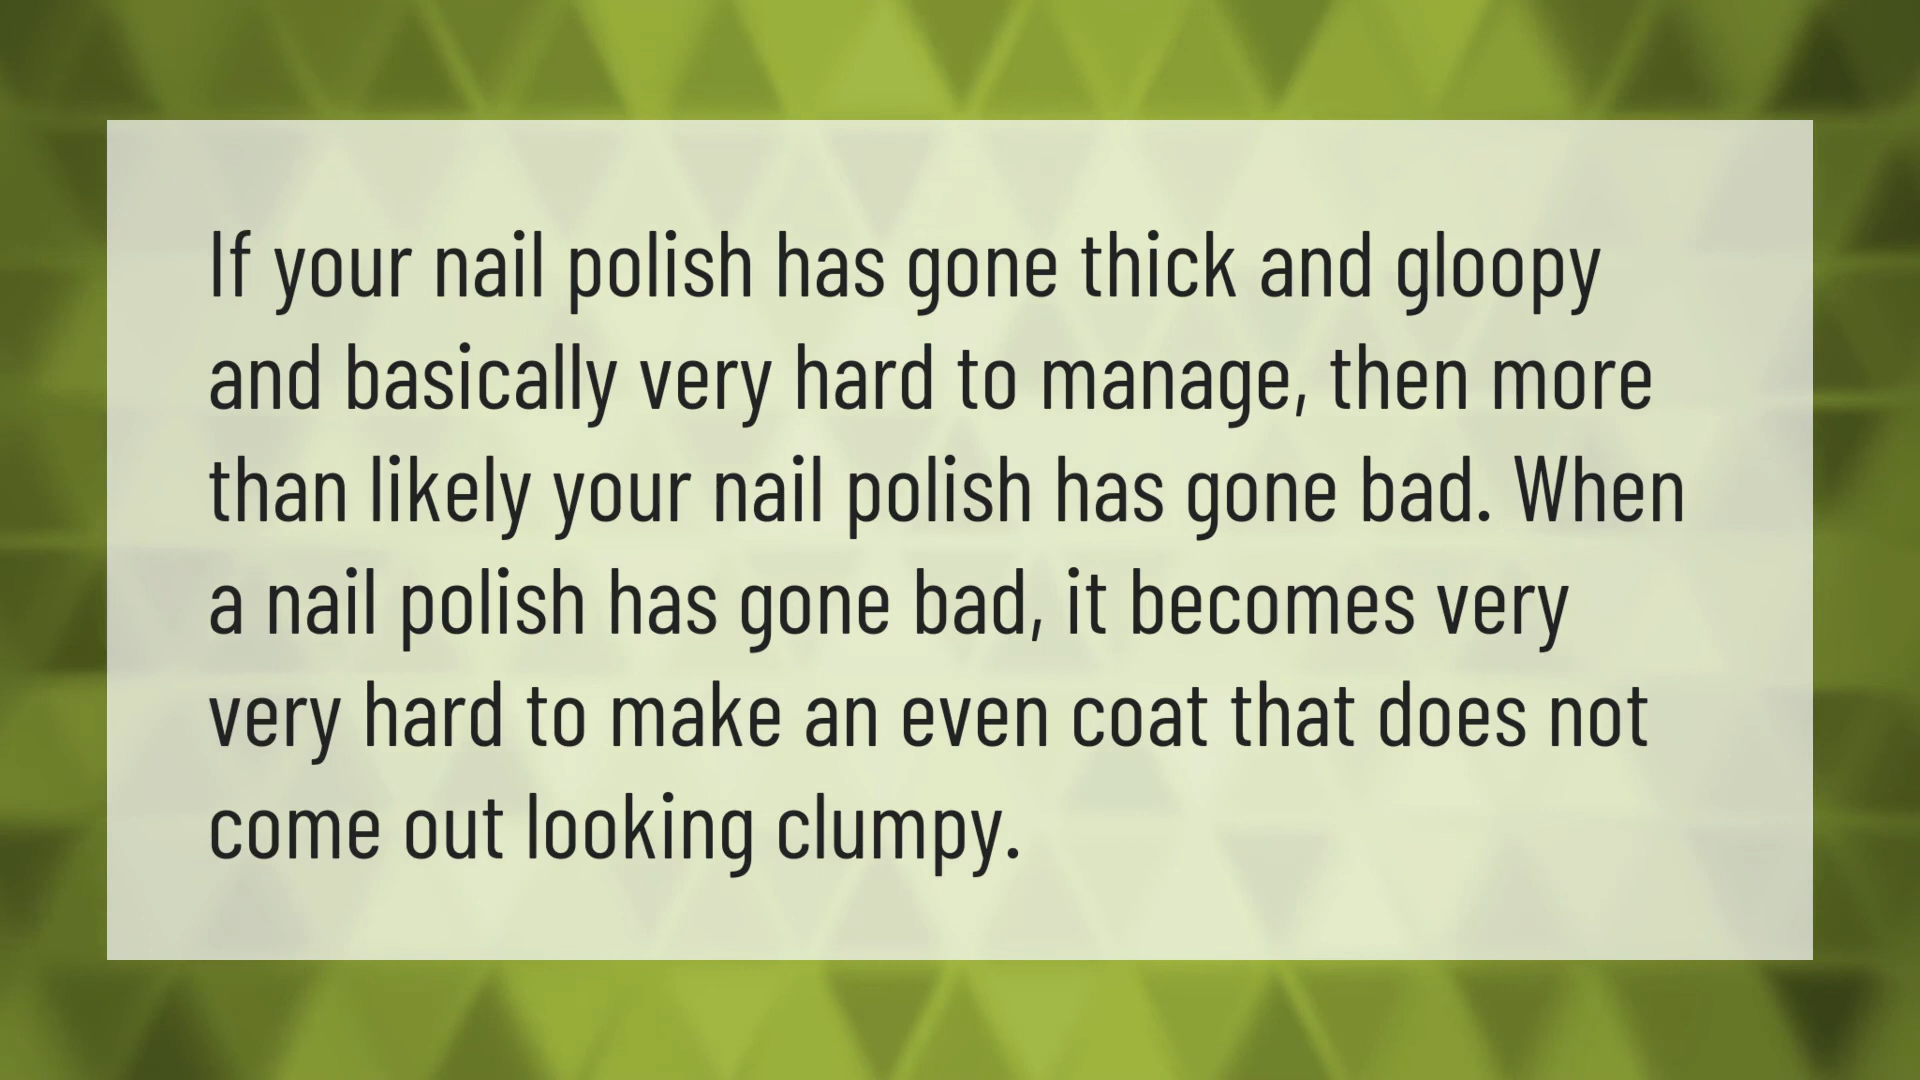 If your nail polish has gone thick and gloopy
and basically very hard to manage, then more
than likely your nail polish has gone bad. When
a nail polish has gone bad, it becomes very
very hard to make an even coat that does not
come out looking clumpy.